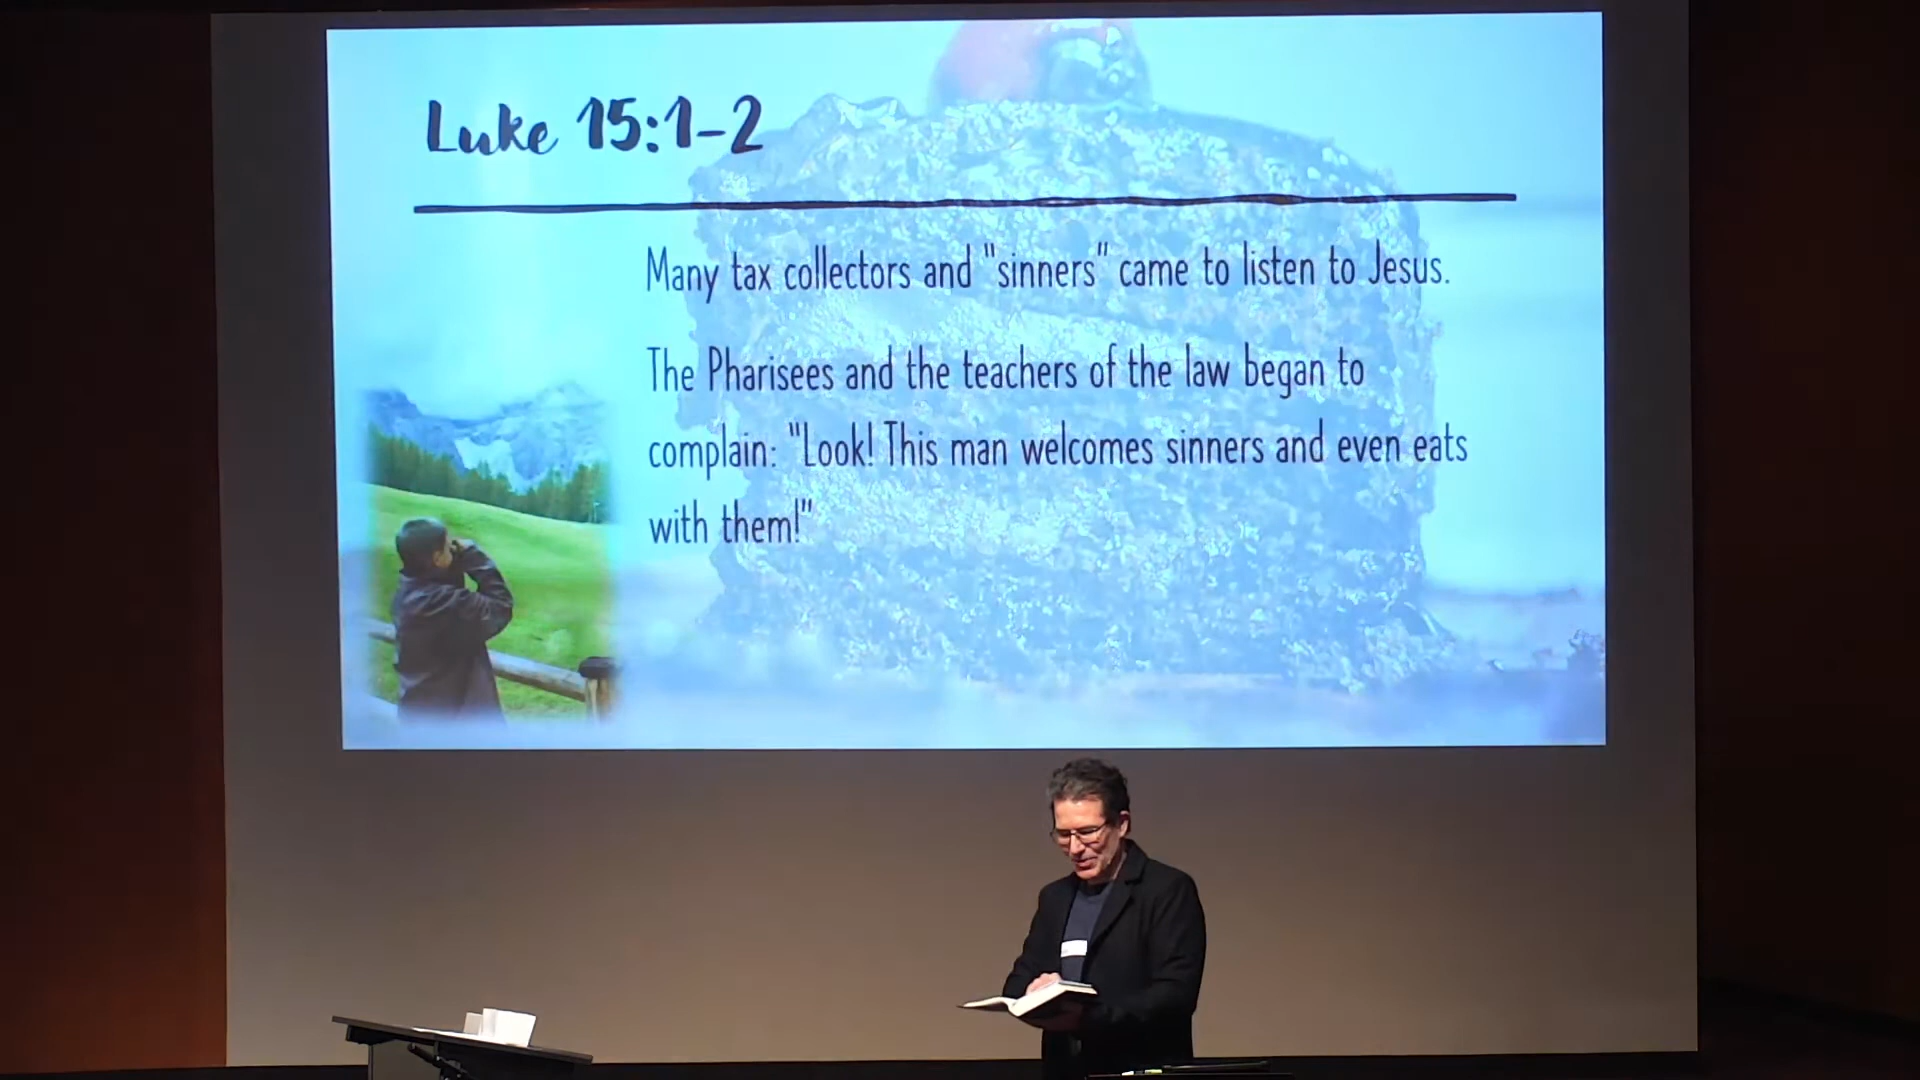 Luke 15:1-2
Many tax collectors and "sinners" came to listen to Jesus.
The Pharisees and the teachers of the law began to
complain: "Look! This man welcomes sinners and even eats
with them!"